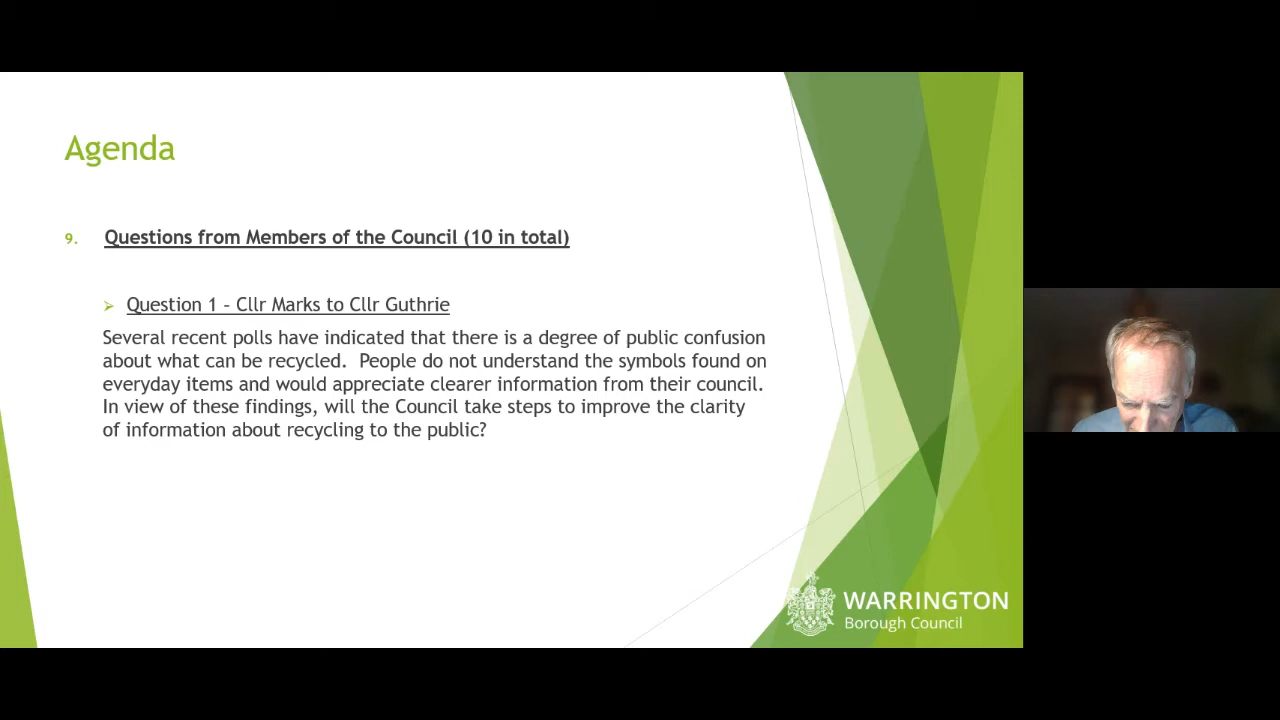 Agenda
9. Questions from Members of the Council (10 in total)
Question 1 – Cllr Marks to Cllr Guthrie
Several recent polls have indicated that there is a degree of public confusion
about what can be recycled.  People do not understand the symbols found on
everyday items and would appreciate clearer information from their council.
In view of these findings, will the Council take steps to improve the clarity
of information about recycling to the public?
WARRINGTON
Borough Council